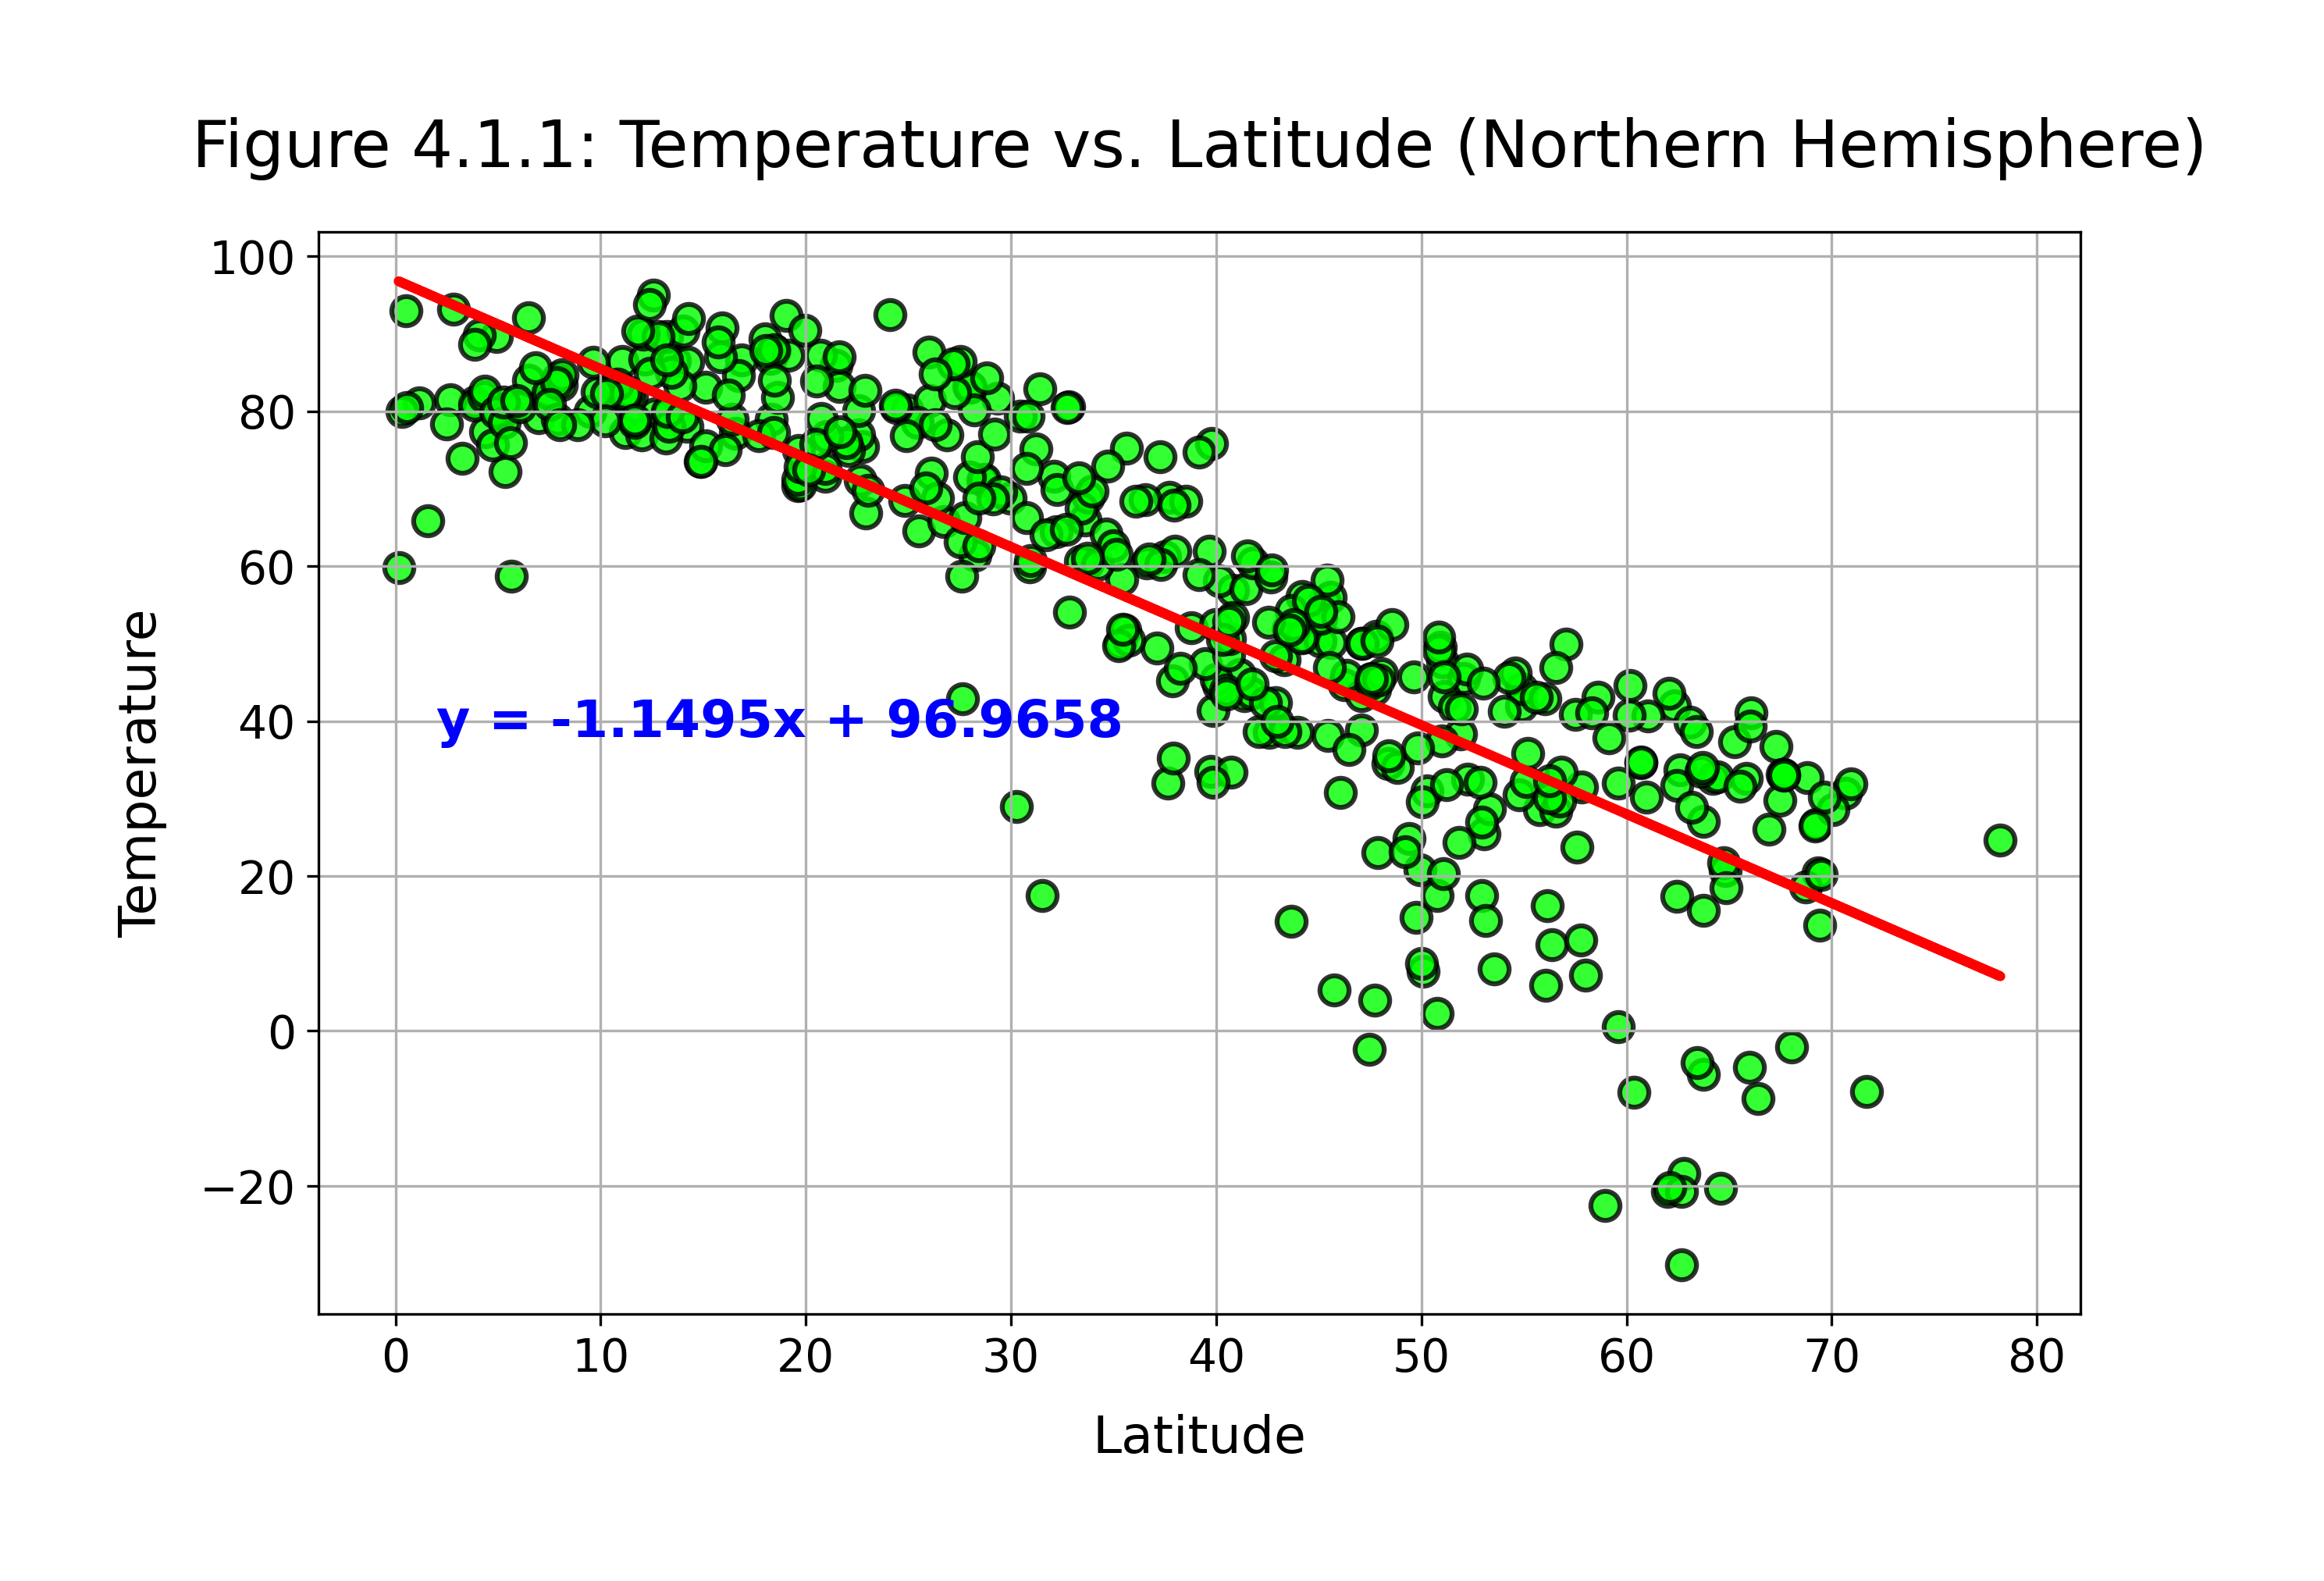 Figure 4.1.1: Temperature vs. Latitude (Northern Hemisphere)
100
80
60
40
20
0
−20
Temperature
y = -1.1495x + 96.9658
0 10 20 30 40 50 60 70 80
Latitude